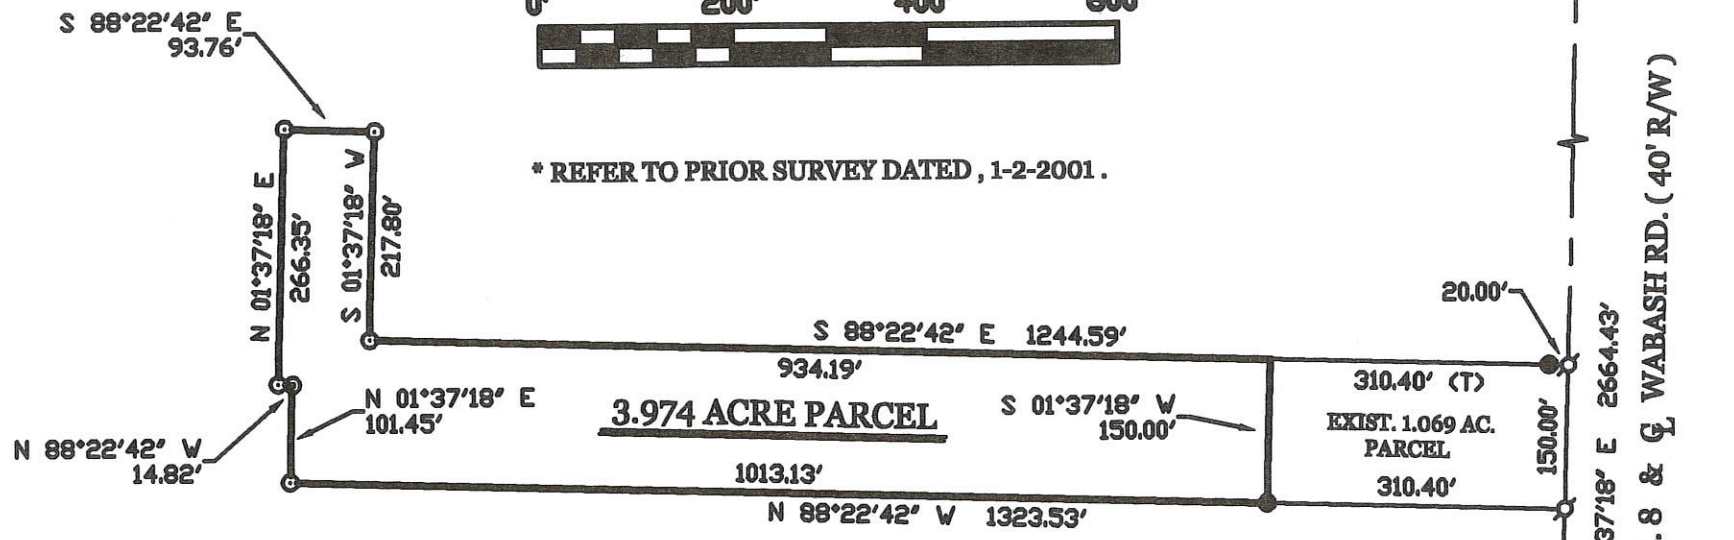 0' 200' 400' 600'
S 88°22'42" E
93.76'
* REFER TO PRIOR SURVEY DATED , 1-2-2001 .
N 01°37'18" E
266.35'
S 01°37'18" W
217.80'
20.00'
S 88°22'42" E 1244.59'
934.19'
310.40' (T)
N 01°37'18" E
101.45'
3.974 ACRE PARCEL
S 01°37'18" W
150.00'
EXIST. 1.069 AC.
PARCEL
150.00'
N 88°22'42" W
14.82'
1013.13'
310.40'
N 88°22'42" W 1323.53'
37'18" E 2664.43'
. 8 & ℄ WABASH RD. ( 40' R/W )